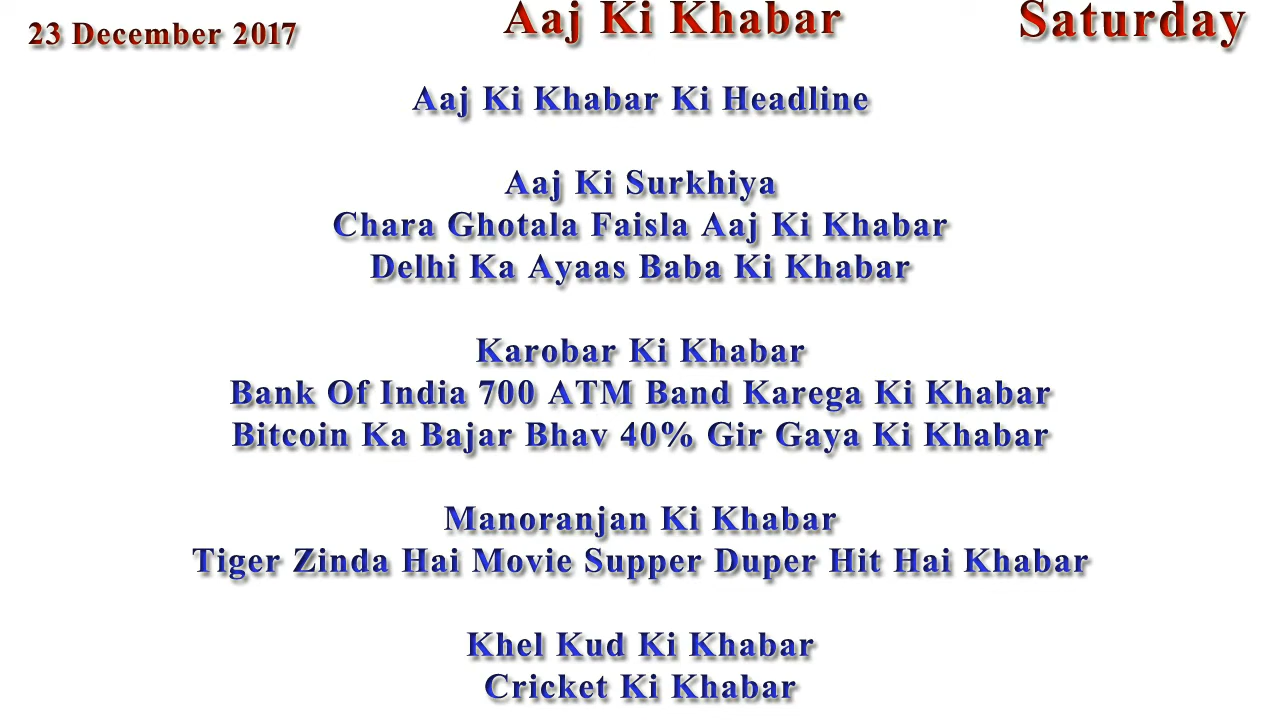 23 December 2017 Aaj Ki Khabar Saturday
Aaj Ki Khabar Ki Headline
Aaj Ki Surkhiya
Chara Ghotala Faisla Aaj Ki Khabar
Delhi Ka Ayaas Baba Ki Khabar
Karobar Ki Khabar
Bank Of India 700 ATM Band Karega Ki Khabar
Bitcoin Ka Bajar Bhav 40% Gir Gaya Ki Khabar
Manoranjan Ki Khabar
Tiger Zinda Hai Movie Supper Duper Hit Hai Khabar
Khel Kud Ki Khabar
Cricket Ki Khabar